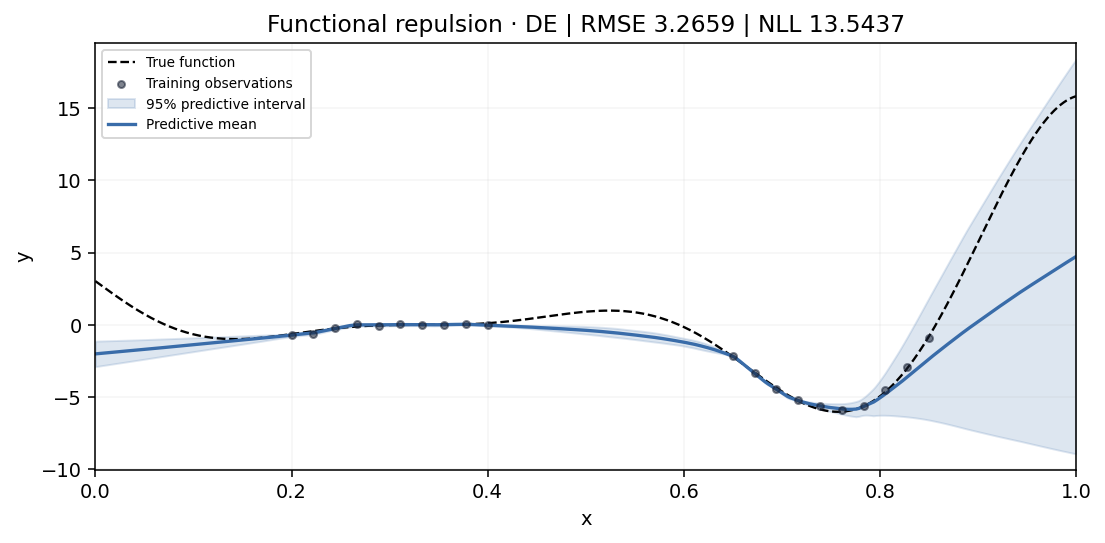 Functional repulsion · DE | RMSE 3.2659 | NLL 13.5437
True function
Training observations
95% predictive interval
Predictive mean
y
15
10
5
0
−5
−10
0.0 0.2 0.4 0.6 0.8 1.0
x